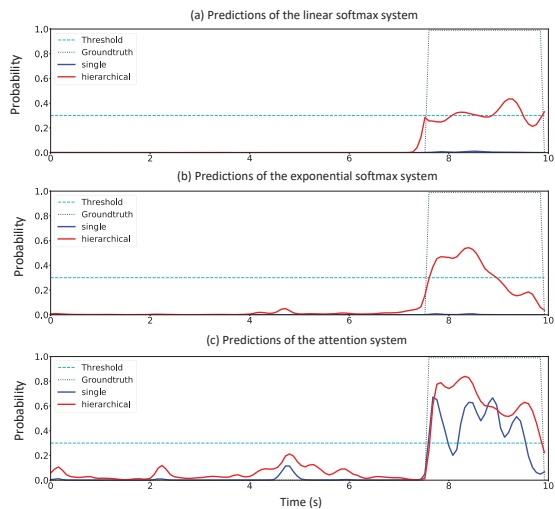 (a) Predictions of the linear softmax system
1.0
0.8
0.6
0.4
0.2
0.0
Probability
Threshold
Groundtruth
single
hierarchical
0 2 4 6 8 10
(b) Predictions of the exponential softmax system
1.0
0.8
0.6
0.4
0.2
0.0
Probability
Threshold
Groundtruth
single
hierarchical
0 2 4 6 8 10
(c) Predictions of the attention system
1.0
0.8
0.6
0.4
0.2
0.0
Probability
Threshold
Groundtruth
single
hierarchical
0 2 4 6 8 10
Time (s)